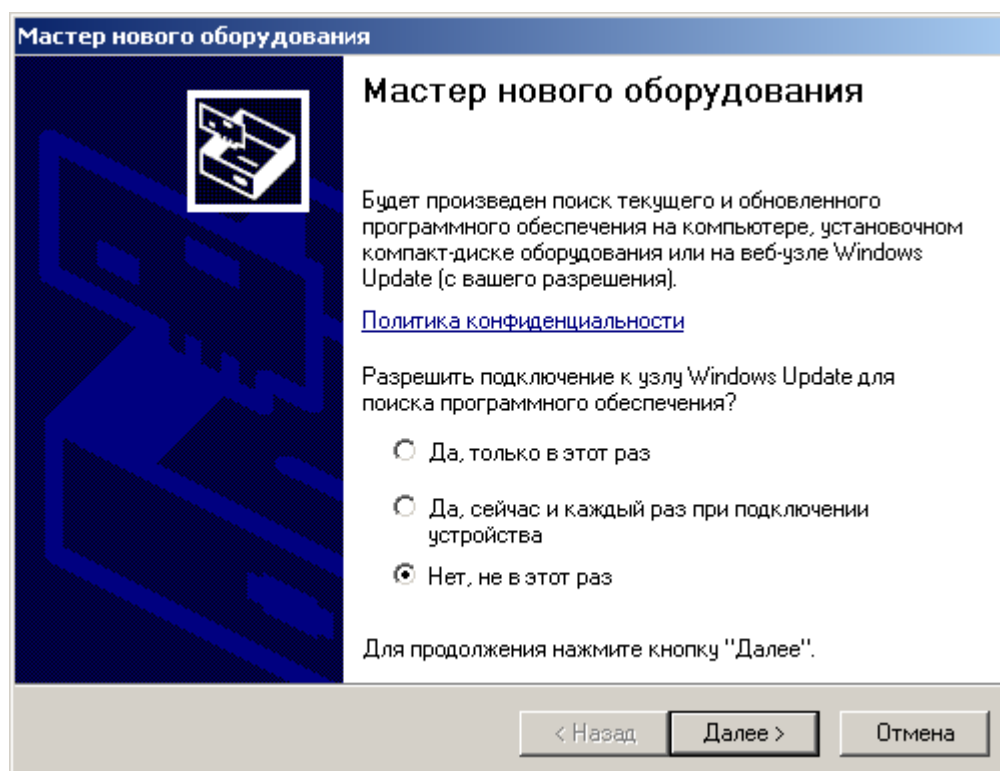 Мастер нового оборудования
Мастер нового оборудования
Будет произведен поиск текущего и обновленного
программного обеспечения на компьютере, установочном
компакт-диске оборудования или на веб-узле Windows
Update (с вашего разрешения).
Политика конфиденциальности
Разрешить подключение к узлу Windows Update для
поиска программного обеспечения?
Да, только в этот раз
Да, сейчас и каждый раз при подключении
устройства
Нет, не в этот раз
Для продолжения нажмите кнопку "Далее".
< Назад Далее > Отмена